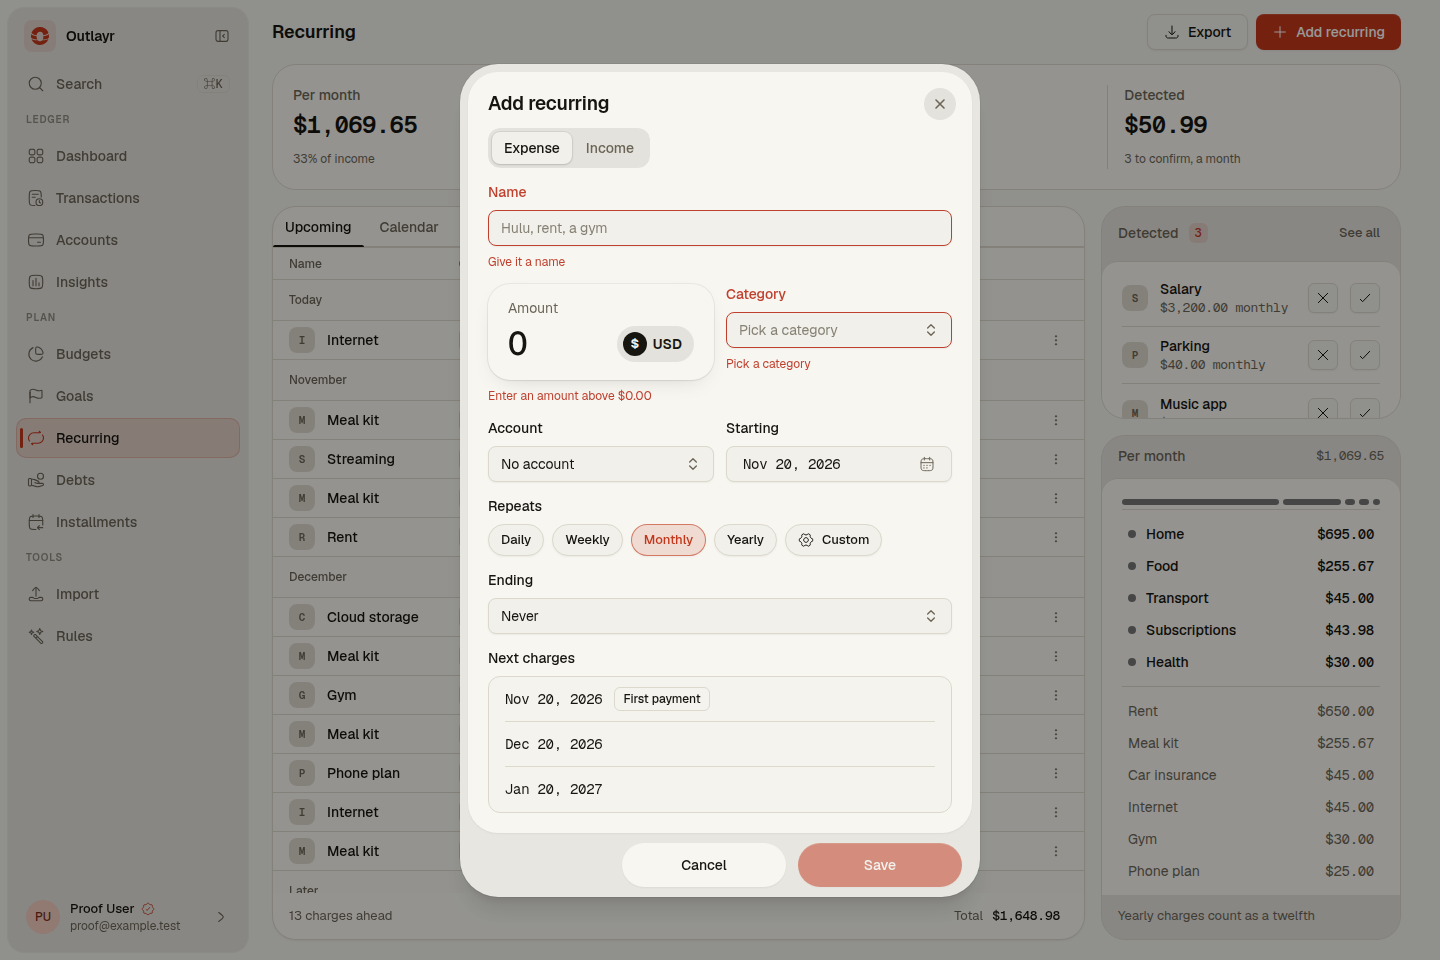 Outlayr
Search
⌘K
LEDGER
Dashboard
Transactions
Accounts
Insights
PLAN
Budgets
Goals
Recurring
Debts
Installments
TOOLS
Import
Rules
PU
Proof User
proof@example.test
Recurring
Export
Add recurring
Per month
$1,069.65
33% of income
Detected
$50.99
3 to confirm, a month
Upcoming
Calendar
Name
Today
I Internet
November
M Meal kit
S Streaming
M Meal kit
R Rent
December
C Cloud storage
M Meal kit
G Gym
M Meal kit
P Phone plan
I Internet
M Meal kit
Later
13 charges ahead
Total $1,648.98
Add recurring
Expense
Income
Name
Hulu, rent, a gym
Give it a name
Amount
0
$ USD
Enter an amount above $0.00
Category
Pick a category
Pick a category
Account
No account
Starting
Nov 20, 2026
Repeats
Daily
Weekly
Monthly
Yearly
Custom
Ending
Never
Next charges
Nov 20, 2026 First payment
Dec 20, 2026
Jan 20, 2027
Cancel
Save
Detected 3
See all
S Salary
$3,200.00 monthly
P Parking
$40.00 monthly
M Music app
Per month
$1,069.65
Home $695.00
Food $255.67
Transport $45.00
Subscriptions $43.98
Health $30.00
Rent $650.00
Meal kit $255.67
Car insurance $45.00
Internet $45.00
Gym $30.00
Phone plan $25.00
Yearly charges count as a twelfth